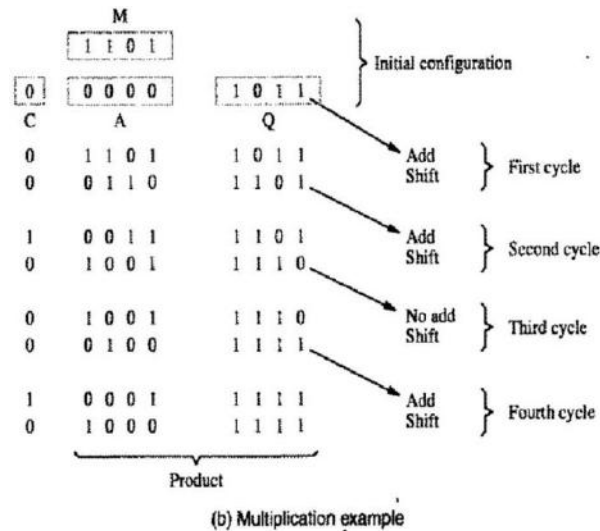 M
1 1 0 1
Initial configuration
0 0 0 0 0 1 0 1 1
C A Q
0 1 1 0 1 1 0 1 1 Add
First cycle
0 0 1 1 0 1 1 0 1 Shift
1 0 0 1 1 1 1 0 1 Add
Second cycle
0 1 0 0 1 1 1 1 0 Shift
0 1 0 0 1 1 1 1 0 No add
Third cycle
0 0 1 0 0 1 1 1 1 Shift
1 0 0 0 1 1 1 1 1 Add
Fourth cycle
0 1 0 0 0 1 1 1 1 Shift
Product
(b) Multiplication example